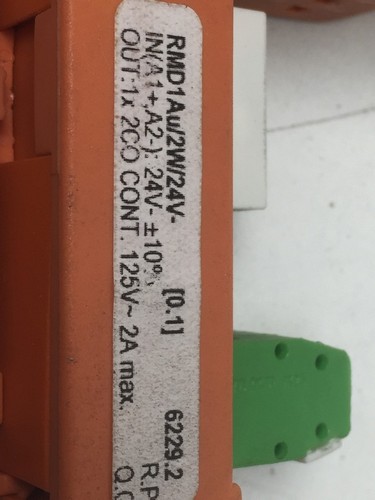 RMD1Au/2W/24V- [0.1] 6229.2
IN(A1+,A2-): 24V- ±10%, R.P
OUT:1x 2CO CONT. 125V~ 2A max. Q.C